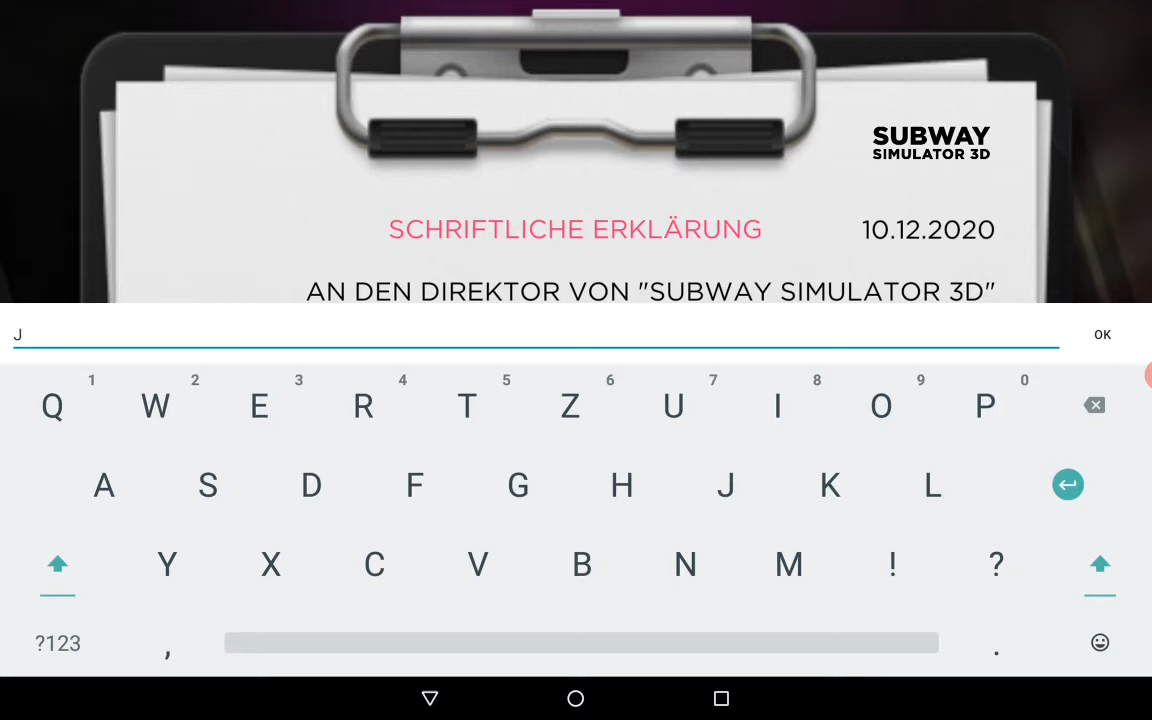 SUBWAY
SIMULATOR 3D
SCHRIFTLICHE ERKLÄRUNG 10.12.2020
AN DEN DIREKTOR VON "SUBWAY SIMULATOR 3D"
J OK
1 2 3 4 5 6 7 8 9 0
Q W E R T Z U I O P
A S D F G H J K L
Y X C V B N M ! ?
?123 , .